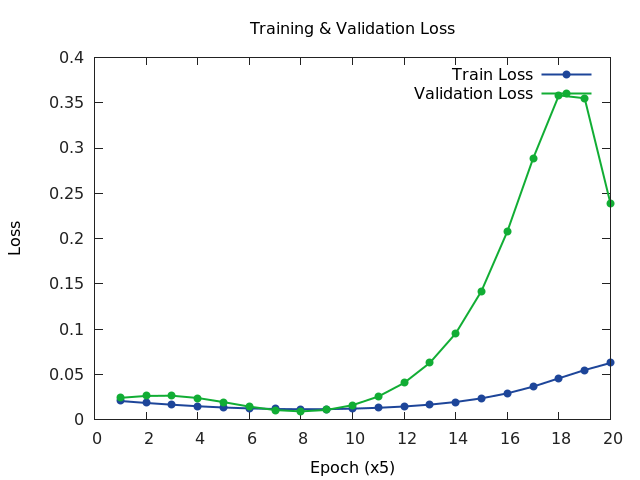 Training & Validation Loss
0.4
Train Loss
Validation Loss
0.35
0.3
0.25
0.2
0.15
0.1
0.05
0
Loss
0 2 4 6 8 10 12 14 16 18 20
Epoch (x5)